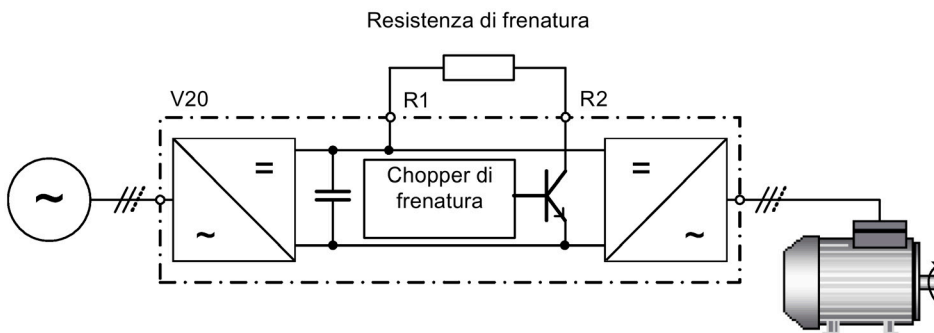 Resistenza di frenatura
V20
R1
R2
=
=
Chopper di
frenatura
~
~
~